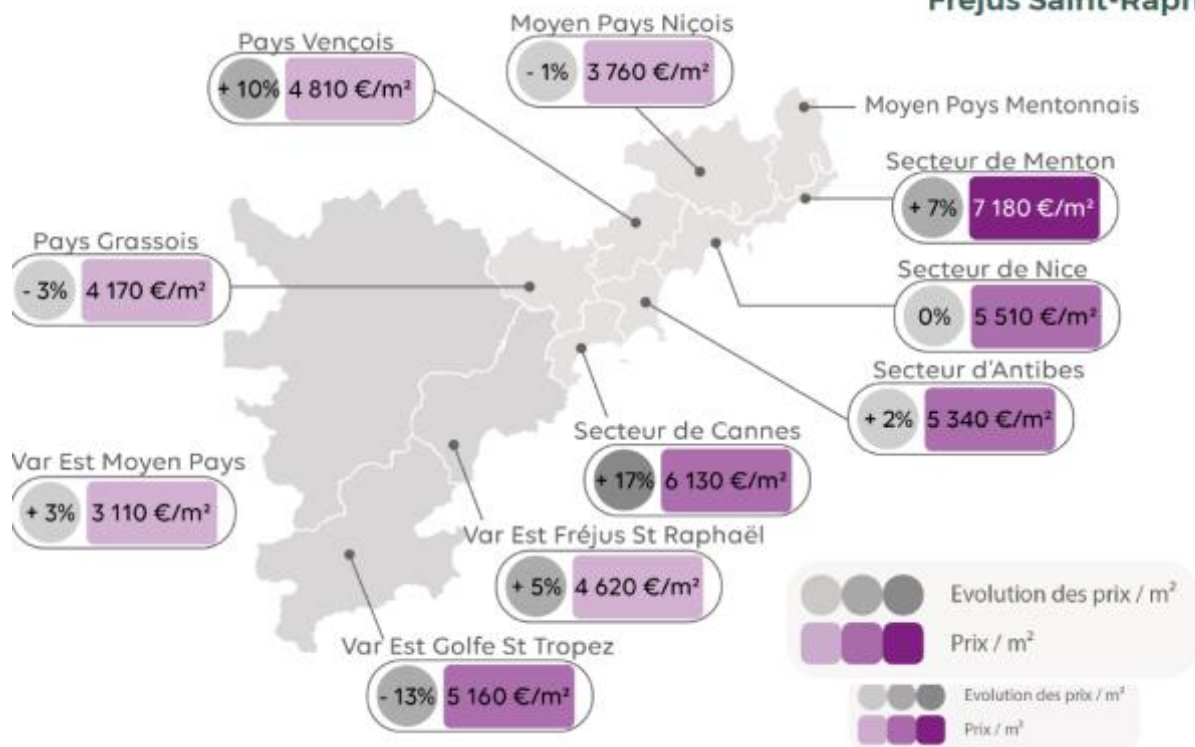 Fréjus Saint-Raph
Moyen Pays Niçois
- 1% 3 760 €/m²
Pays Vençois
+ 10% 4 810 €/m²
Moyen Pays Mentonnais
Secteur de Menton
+ 7% 7 180 €/m²
Pays Grassois
- 3% 4 170 €/m²
Secteur de Nice
0% 5 510 €/m²
Secteur d'Antibes
+ 2% 5 340 €/m²
Secteur de Cannes
+ 17% 6 130 €/m²
Var Est Moyen Pays
+ 3% 3 110 €/m²
Var Est Fréjus St Raphaël
+ 5% 4 620 €/m²
Var Est Golfe St Tropez
- 13% 5 160 €/m²
Evolution des prix / m²
Prix / m²
Evolution des prix / m²
Prix / m²